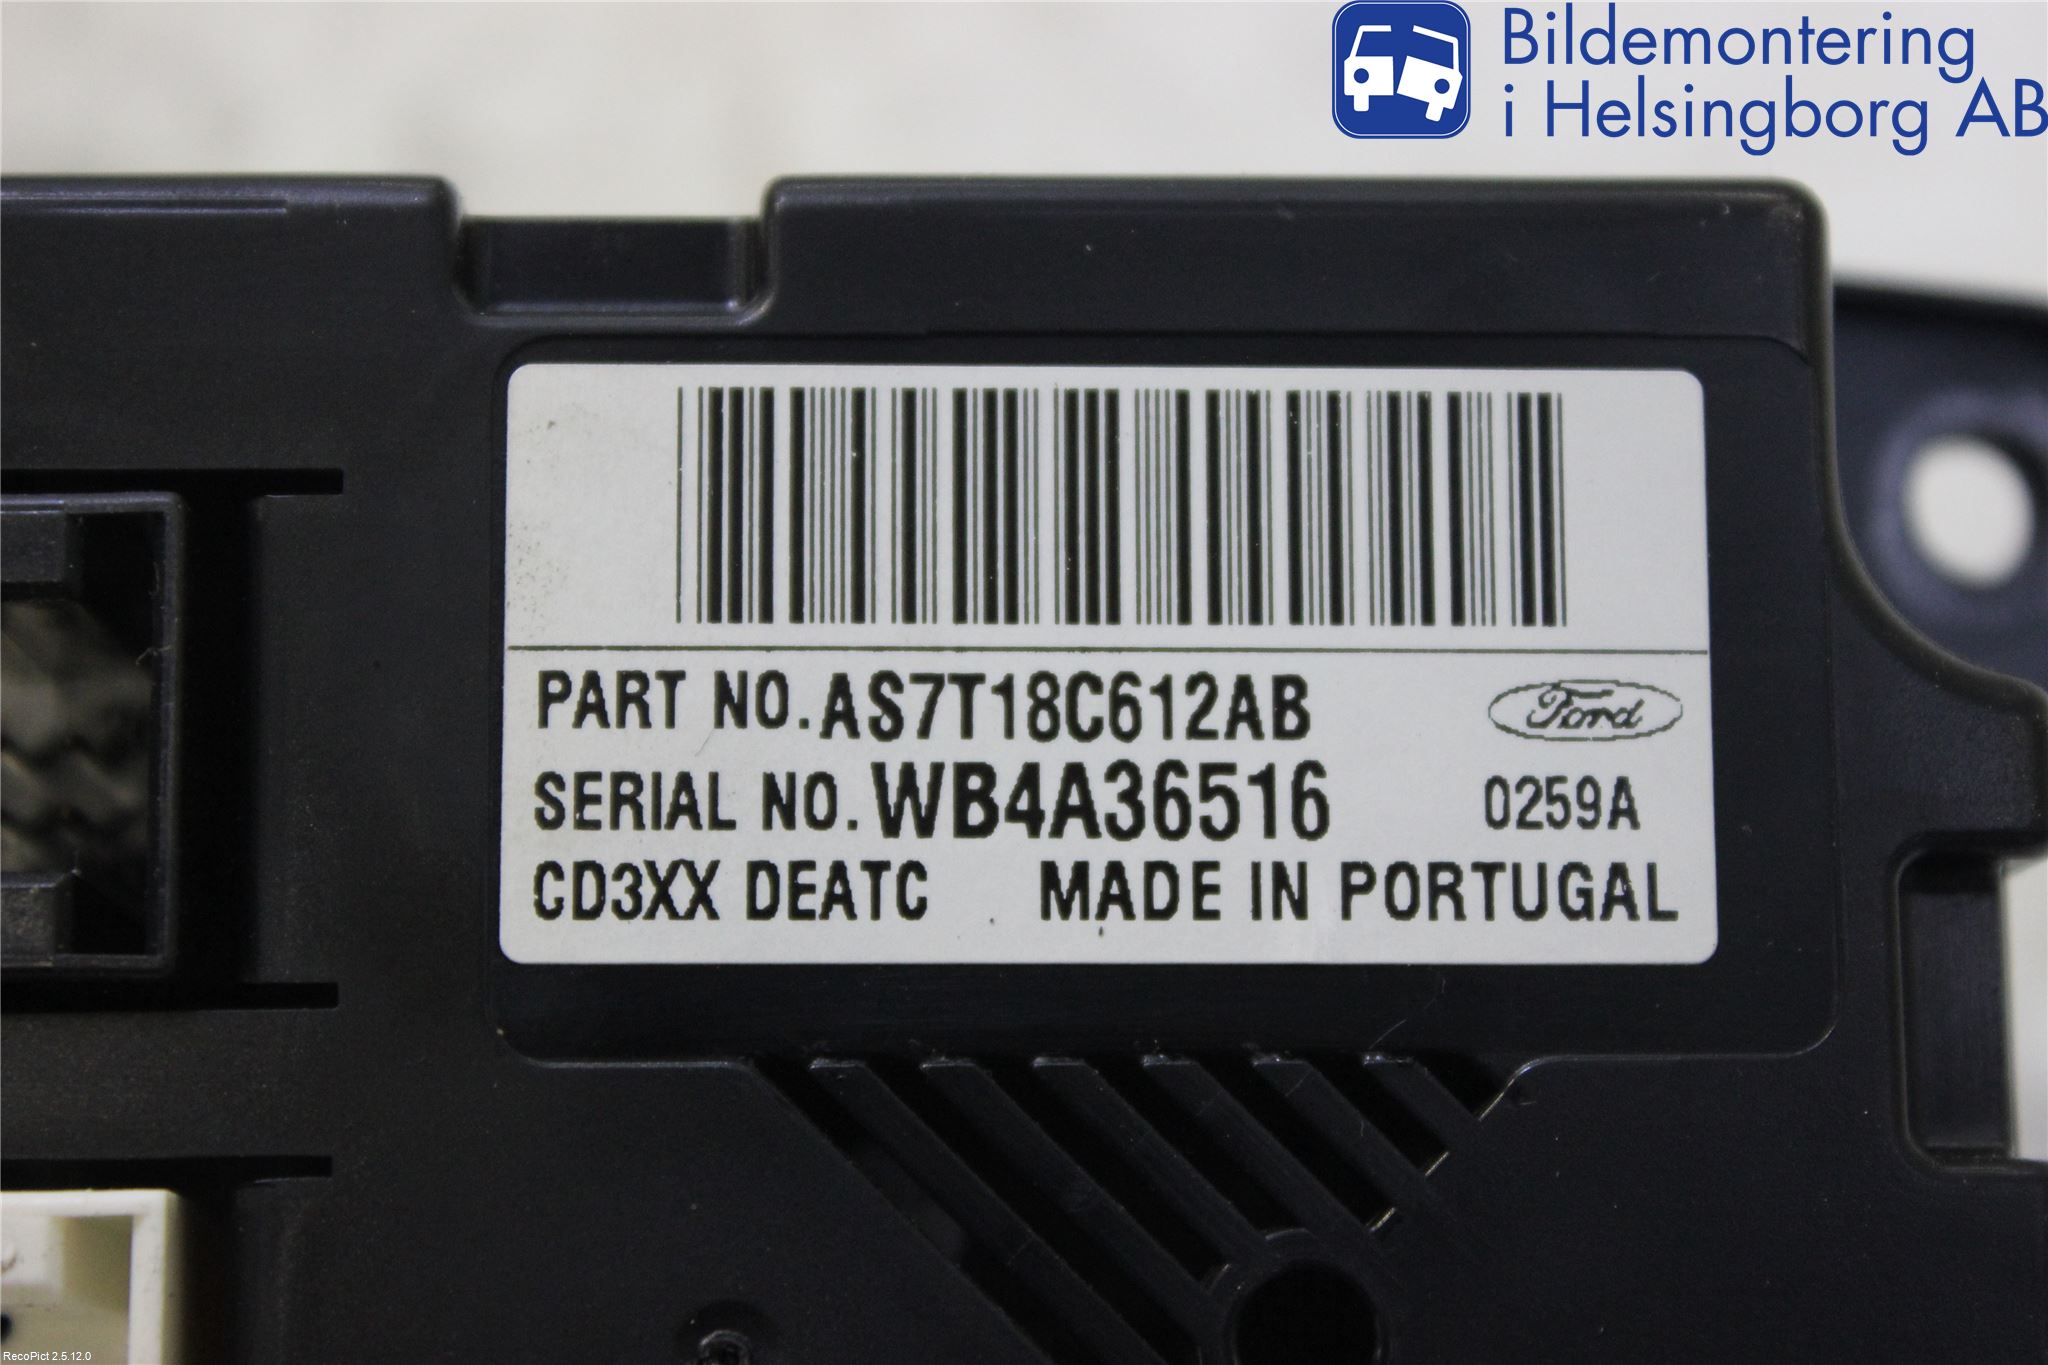 Bildemontering
i Helsingborg AB
PART NO. AS7T18C612AB
Ford
SERIAL NO. WB4A36516 0259A
CD3XX DEATC MADE IN PORTUGAL
RecoPict 2.5.12.0